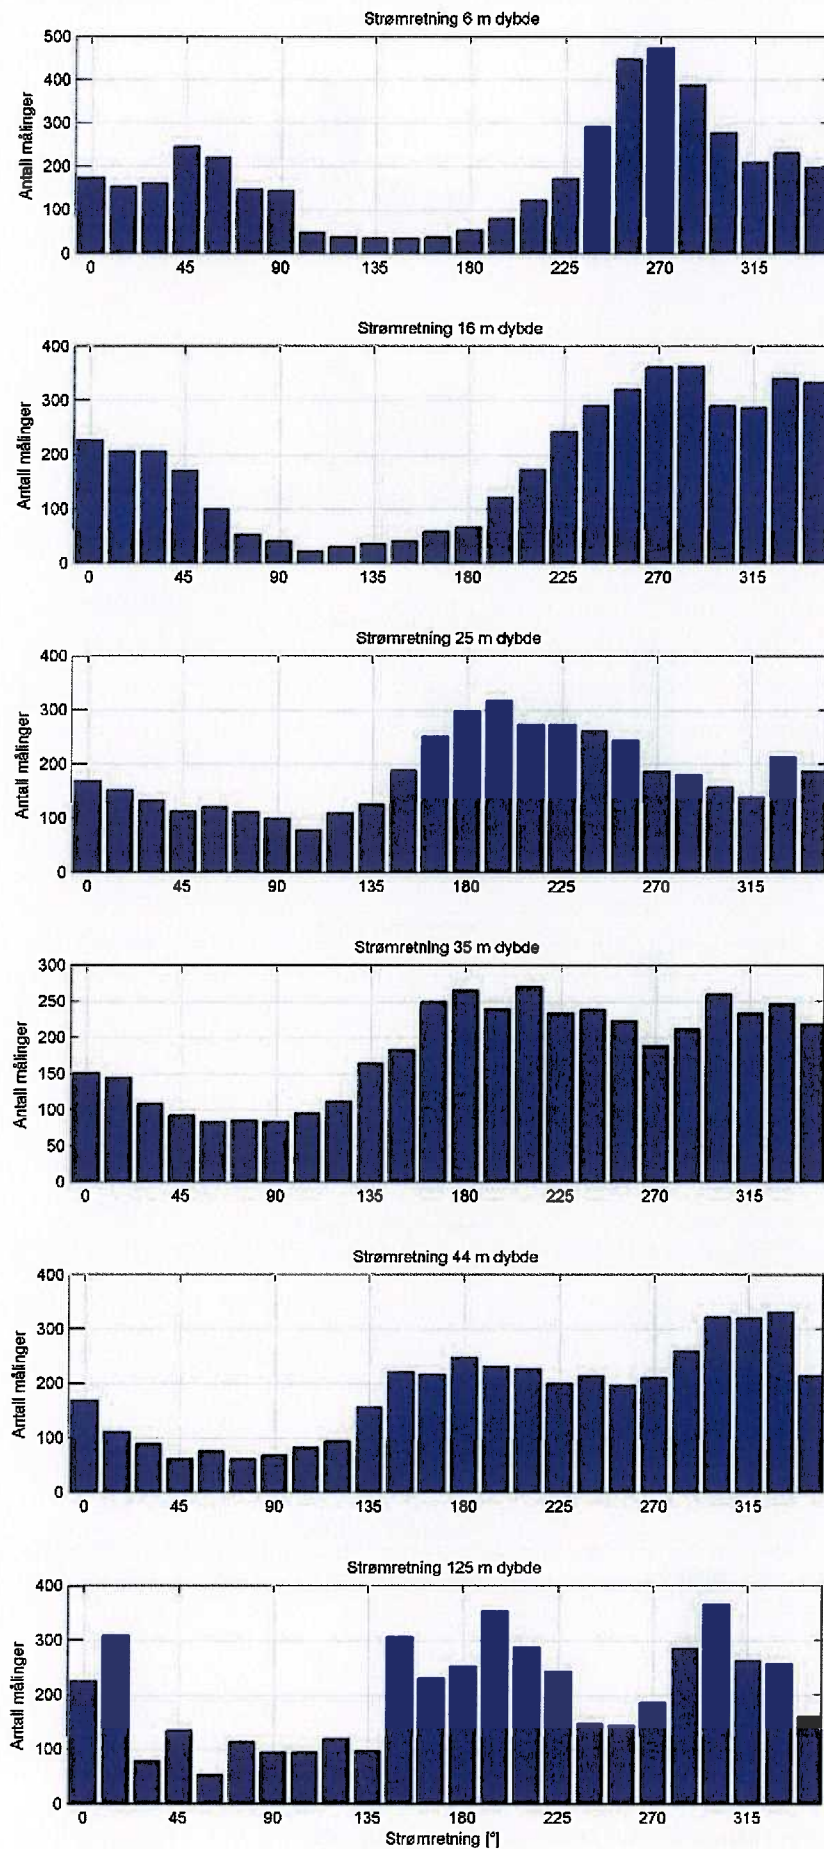 Strømretning 6 m dybde
500
400
300
200
100
0
Antall målinger
0 45 90 135 180 225 270 315
Strømretning 16 m dybde
400
300
200
100
0
Antall målinger
0 45 90 135 180 225 270 315
Strømretning 25 m dybde
400
300
200
100
0
Antall målinger
0 45 90 135 180 225 270 315
Strømretning 35 m dybde
300
250
200
150
100
50
0
Antall målinger
0 45 90 135 180 225 270 315
Strømretning 44 m dybde
400
300
200
100
0
Antall målinger
0 45 90 135 180 225 270 315
Strømretning 125 m dybde
400
300
200
100
0
Antall målinger
0 45 90 135 180 225 270 315
Strømretning [°]